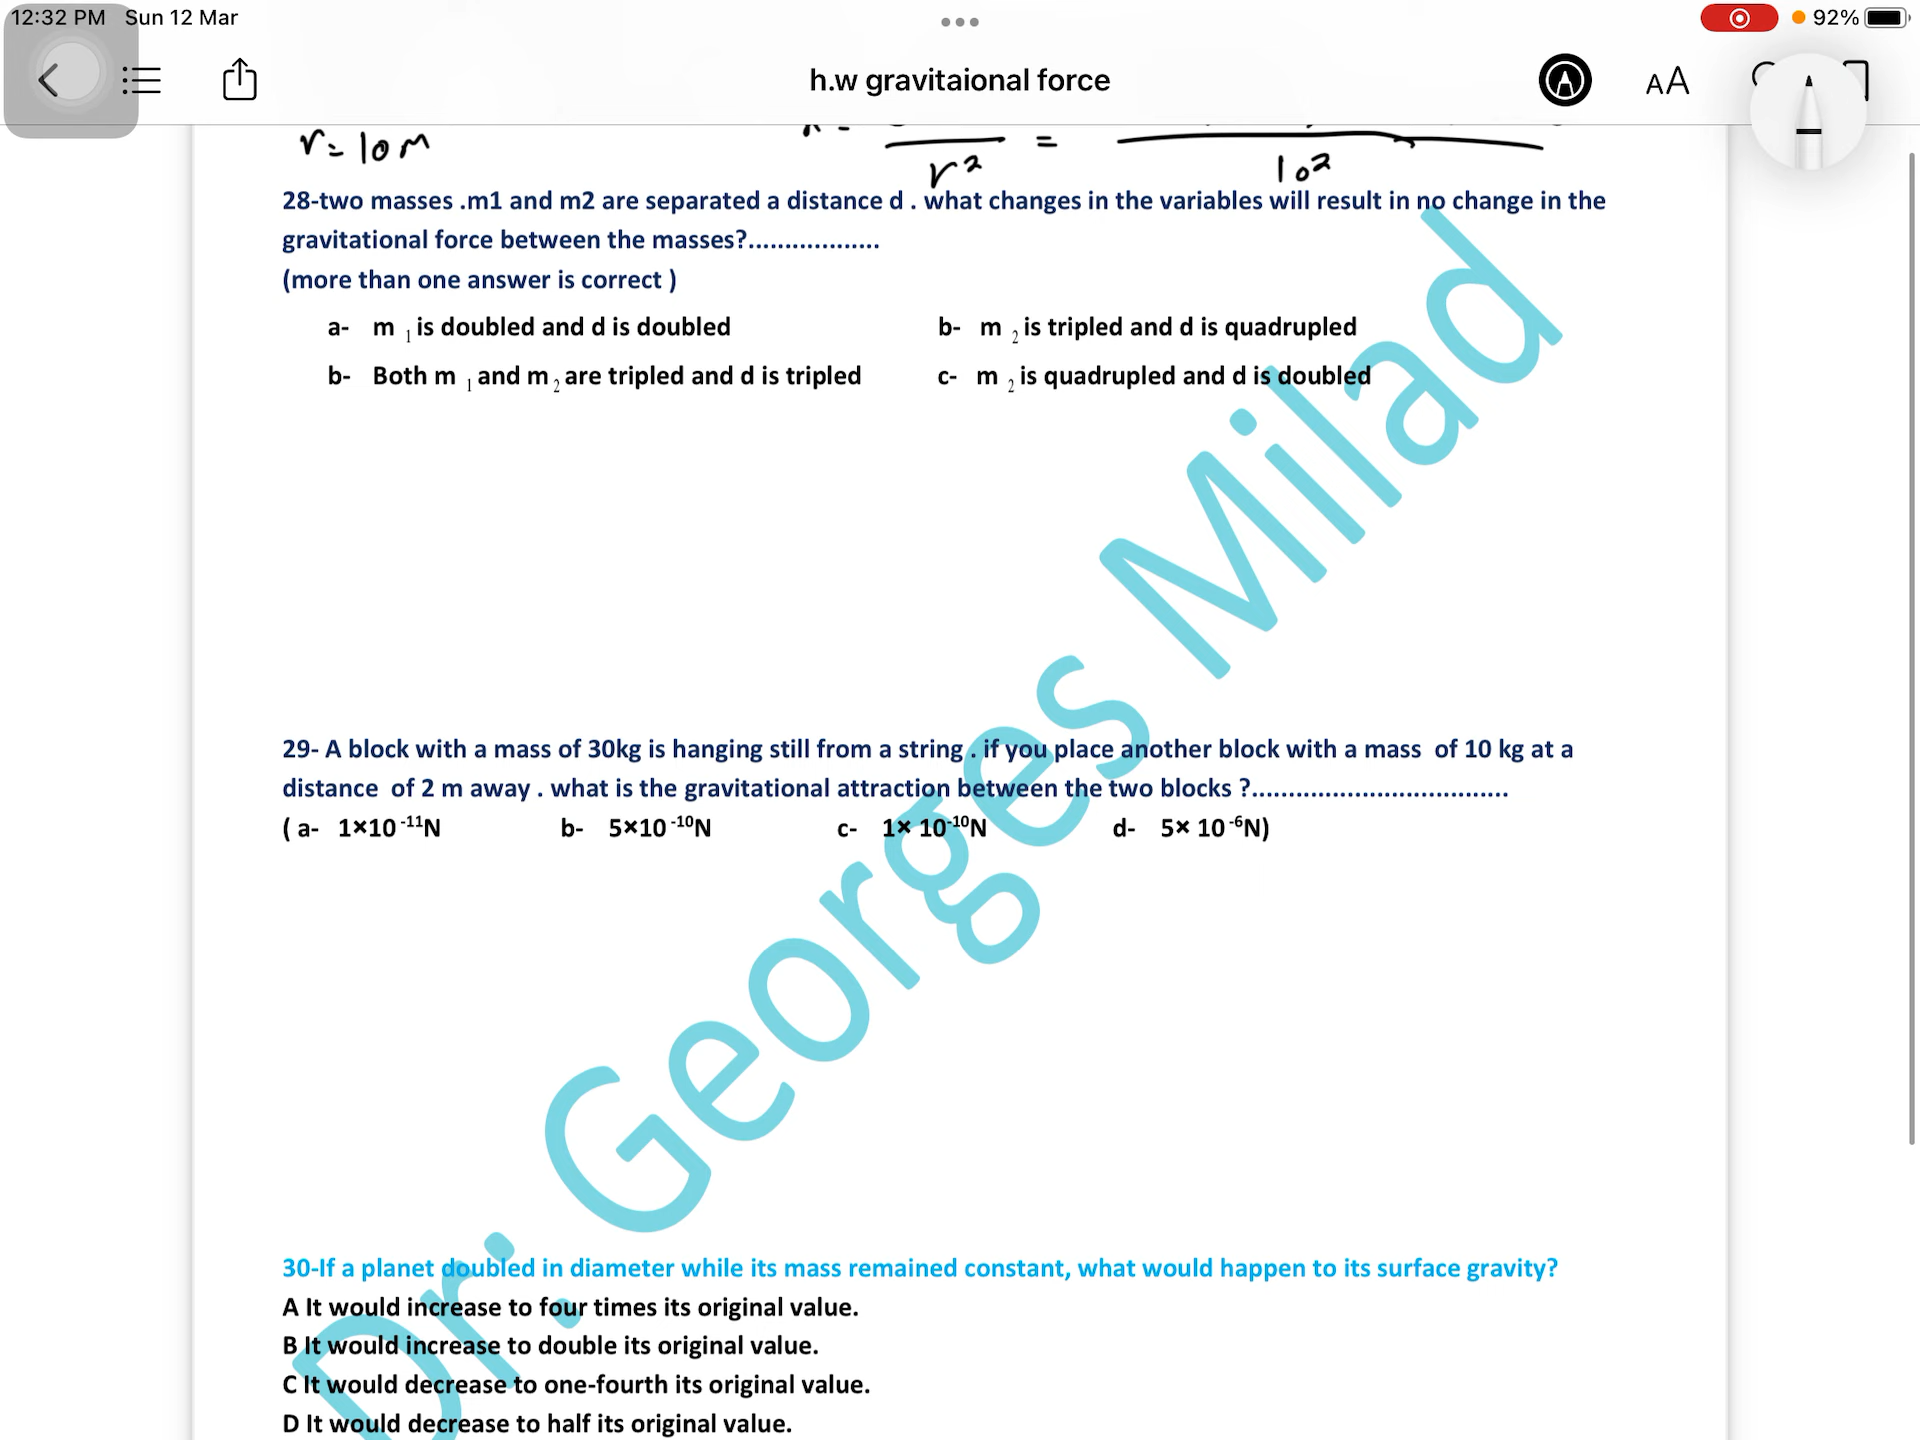 12:32 PM Sun 12 Mar
92%
h.w gravitaional force
AA
r = 10 m
r² =
10²
28-two masses .m1 and m2 are separated a distance d . what changes in the variables will result in no change in the
gravitational force between the masses?..................
(more than one answer is correct )
a- m 1 is doubled and d is doubled b- m 2 is tripled and d is quadrupled
b- Both m 1 and m 2 are tripled and d is tripled c- m 2 is quadrupled and d is doubled
29- A block with a mass of 30kg is hanging still from a string . if you place another block with a mass of 10 kg at a
distance of 2 m away . what is the gravitational attraction between the two blocks ?...................................
( a- 1×10 -11N b- 5×10 -10N c- 1× 10-10N d- 5× 10 -6N)
30-If a planet doubled in diameter while its mass remained constant, what would happen to its surface gravity?
A It would increase to four times its original value.
B It would increase to double its original value.
C It would decrease to one-fourth its original value.
D It would decrease to half its original value.
Dr. Georges Milad